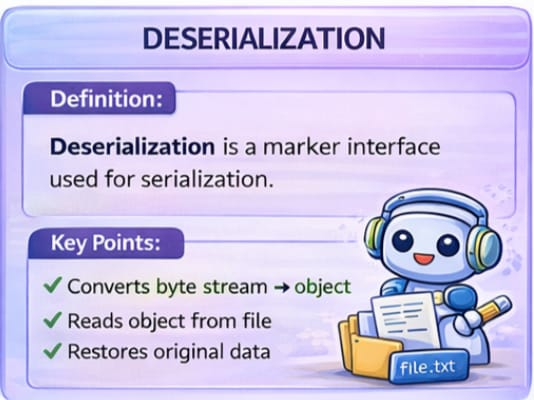 DESERIALIZATION
Definition:
Deserialization is a marker interface
used for serialization.
Key Points:
✔ Converts byte stream → object
✔ Reads object from file
✔ Restores original data
file.txt